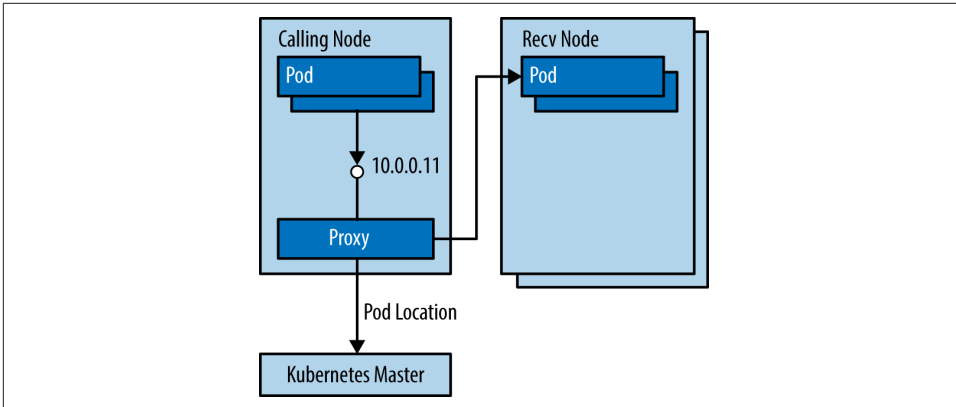 Calling Node
Pod
10.0.0.11
Proxy
Recv Node
Pod
Pod Location
Kubernetes Master